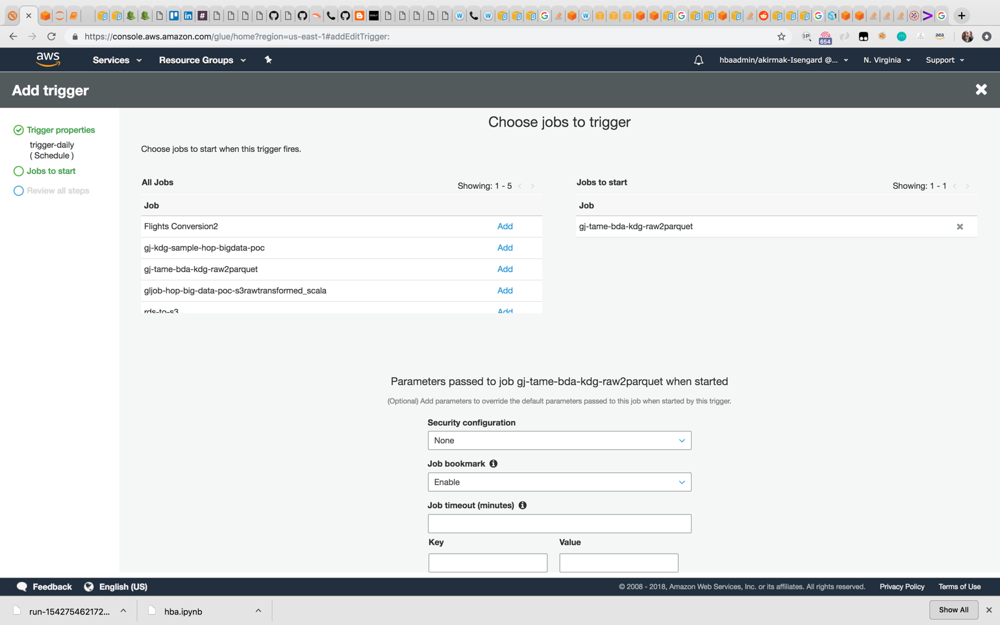 https://console.aws.amazon.com/glue/home?region=us-east-1#addEditTrigger:
654
aea
aws
Services
Resource Groups
hbaadmin/akirmak-Isengard @...
N. Virginia
Support
Add trigger
Trigger properties
trigger-daily
( Schedule )
Jobs to start
Review all steps
Choose jobs to trigger
Choose jobs to start when this trigger fires.
All Jobs
Showing: 1 - 5
Job
Flights Conversion2 Add
gj-kdg-sample-hop-bigdata-poc Add
gj-tame-bda-kdg-raw2parquet Add
gljob-hop-big-data-poc-s3rawtransformed_scala Add
rds-to-s3 Add
Jobs to start
Showing: 1 - 1
Job
gj-tame-bda-kdg-raw2parquet
Parameters passed to job gj-tame-bda-kdg-raw2parquet when started
(Optional) Add parameters to override the default parameters passed to this job when started by this trigger.
Security configuration
None
Job bookmark
Enable
Job timeout (minutes)
Key Value
Feedback
English (US)
© 2008 - 2018, Amazon Web Services, Inc. or its affiliates. All rights reserved.
Privacy Policy
Terms of Use
run-154275462172...
hba.ipynb
Show All